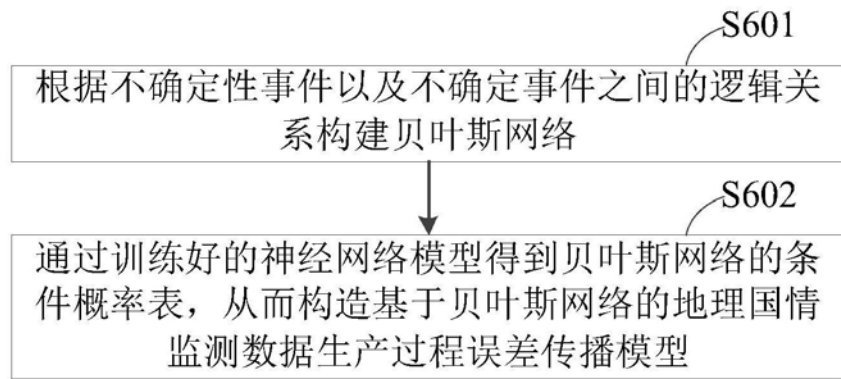 S601
根据不确定性事件以及不确定事件之间的逻辑关
系构建贝叶斯网络
S602
通过训练好的神经网络模型得到贝叶斯网络的条
件概率表，从而构造基于贝叶斯网络的地理国情
监测数据生产过程误差传播模型